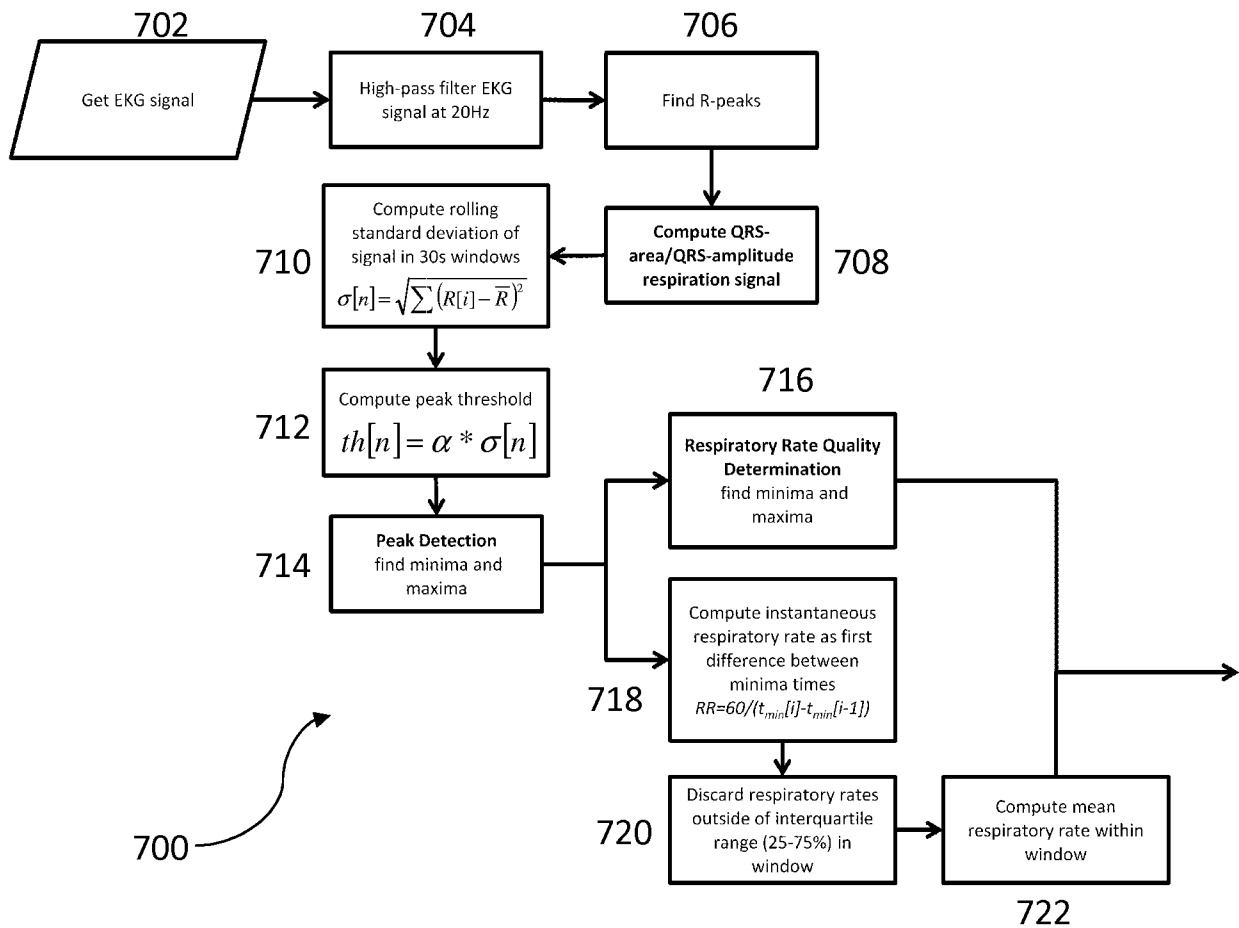 702
704
706
Get EKG signal
High-pass filter EKG
signal at 20Hz
Find R-peaks
710
Compute rolling
standard deviation of
signal in 30s windows
σ[n]=√∑(R[i]−R̅)²
Compute QRS-
area/QRS-amplitude
respiration signal
708
712
Compute peak threshold
th[n]= α * σ[n]
714
Peak Detection
find minima and
maxima
716
Respiratory Rate Quality
Determination
find minima and
maxima
718
Compute instantaneous
respiratory rate as first
difference between
minima times
RR=60/(t_min[i]-t_min[i-1])
700
720
Discard respiratory rates
outside of interquartile
range (25-75%) in
window
Compute mean
respiratory rate within
window
722